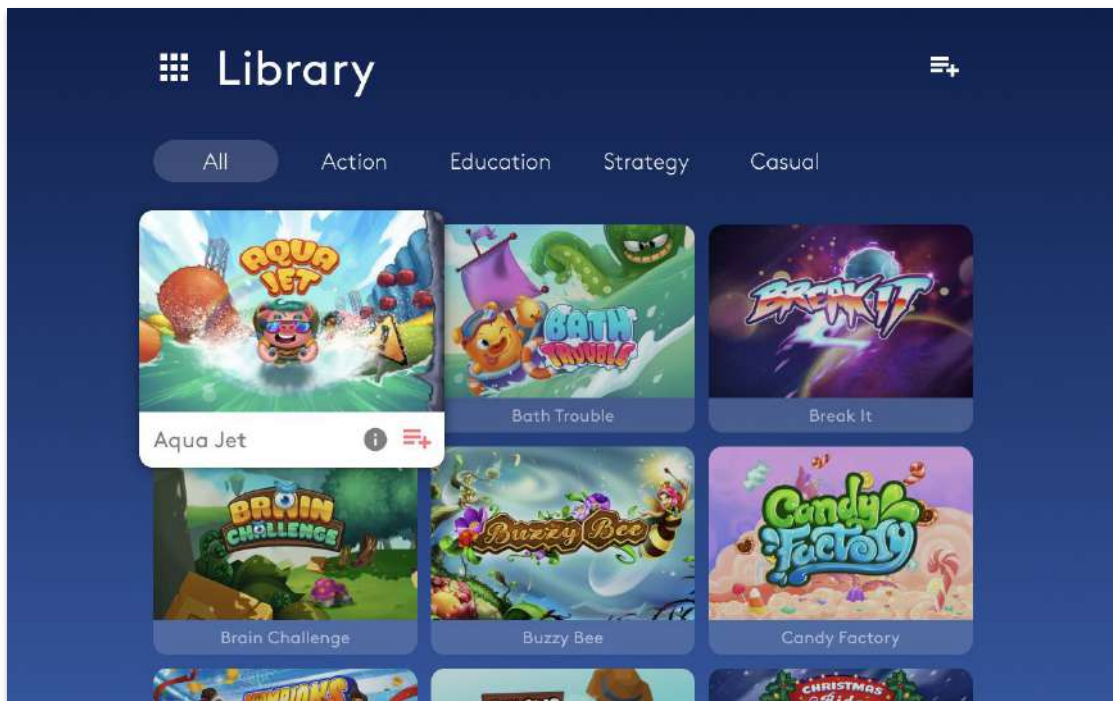 Library
All
Action
Education
Strategy
Casual
AQUA
JET
BATH
TROUBLE
BREAK IT
Aqua Jet
Bath Trouble
Break It
BRAIN
CHALLENGE
Buzzy Bee
Candy
Factory
Brain Challenge
Buzzy Bee
Candy Factory
CHAMPIONS
CHRISTMAS